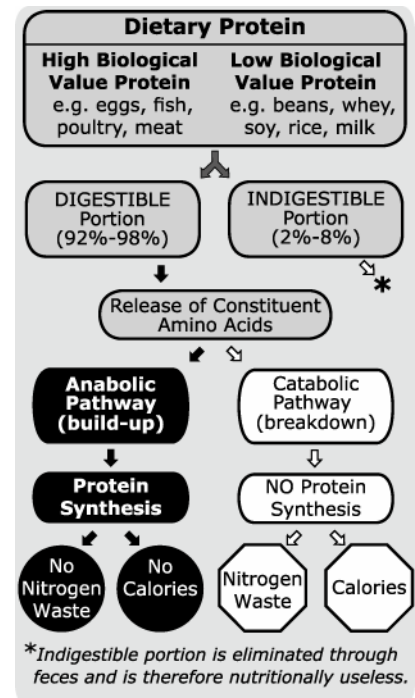 Dietary Protein
High Biological
Value Protein
e.g. eggs, fish,
poultry, meat
Low Biological
Value Protein
e.g. beans, whey,
soy, rice, milk
DIGESTIBLE
Portion
(92%-98%)
INDIGESTIBLE
Portion
(2%-8%)
*
Release of Constituent
Amino Acids
Anabolic
Pathway
(build-up)
Catabolic
Pathway
(breakdown)
Protein
Synthesis
NO Protein
Synthesis
No
Nitrogen
Waste
No
Calories
Nitrogen
Waste
Calories
*Indigestible portion is eliminated through
feces and is therefore nutritionally useless.